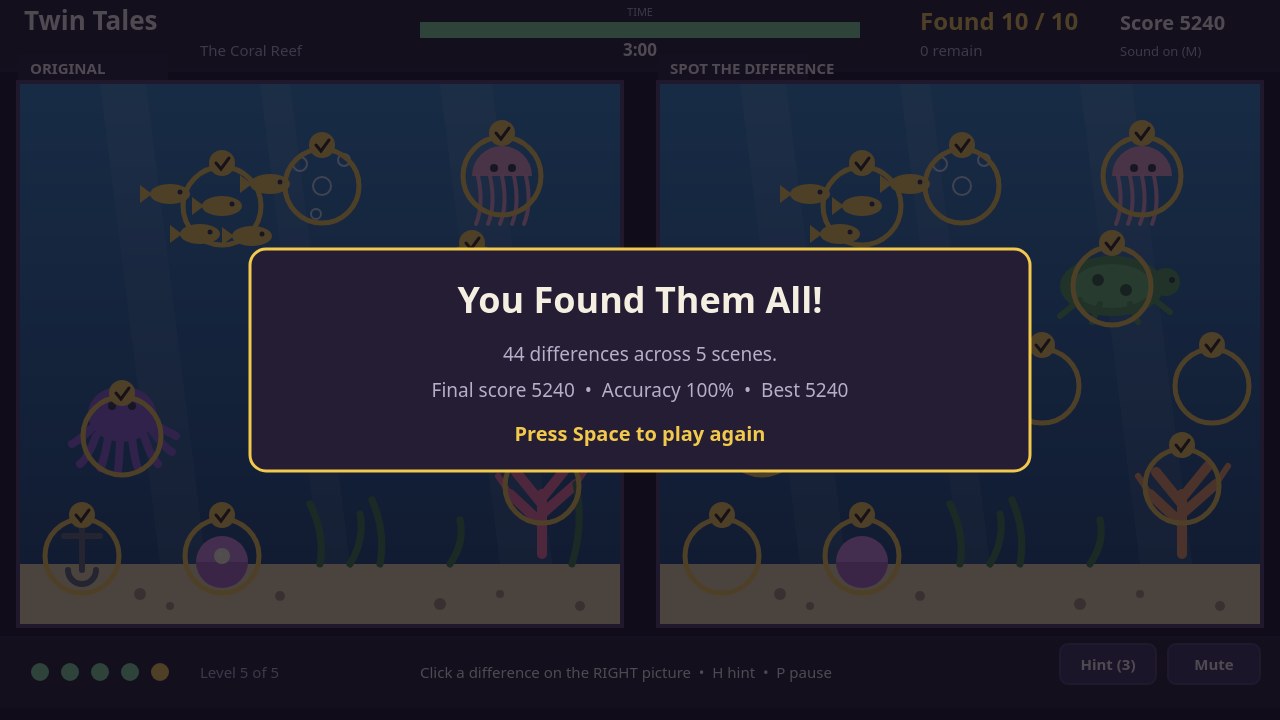 Twin Tales
The Coral Reef
TIME
3:00
Found 10 / 10
0 remain
Score 5240
Sound on (M)
ORIGINAL
SPOT THE DIFFERENCE
You Found Them All!
44 differences across 5 scenes.
Final score 5240 • Accuracy 100% • Best 5240
Press Space to play again
Level 5 of 5
Click a difference on the RIGHT picture • H hint • P pause
Hint (3)
Mute